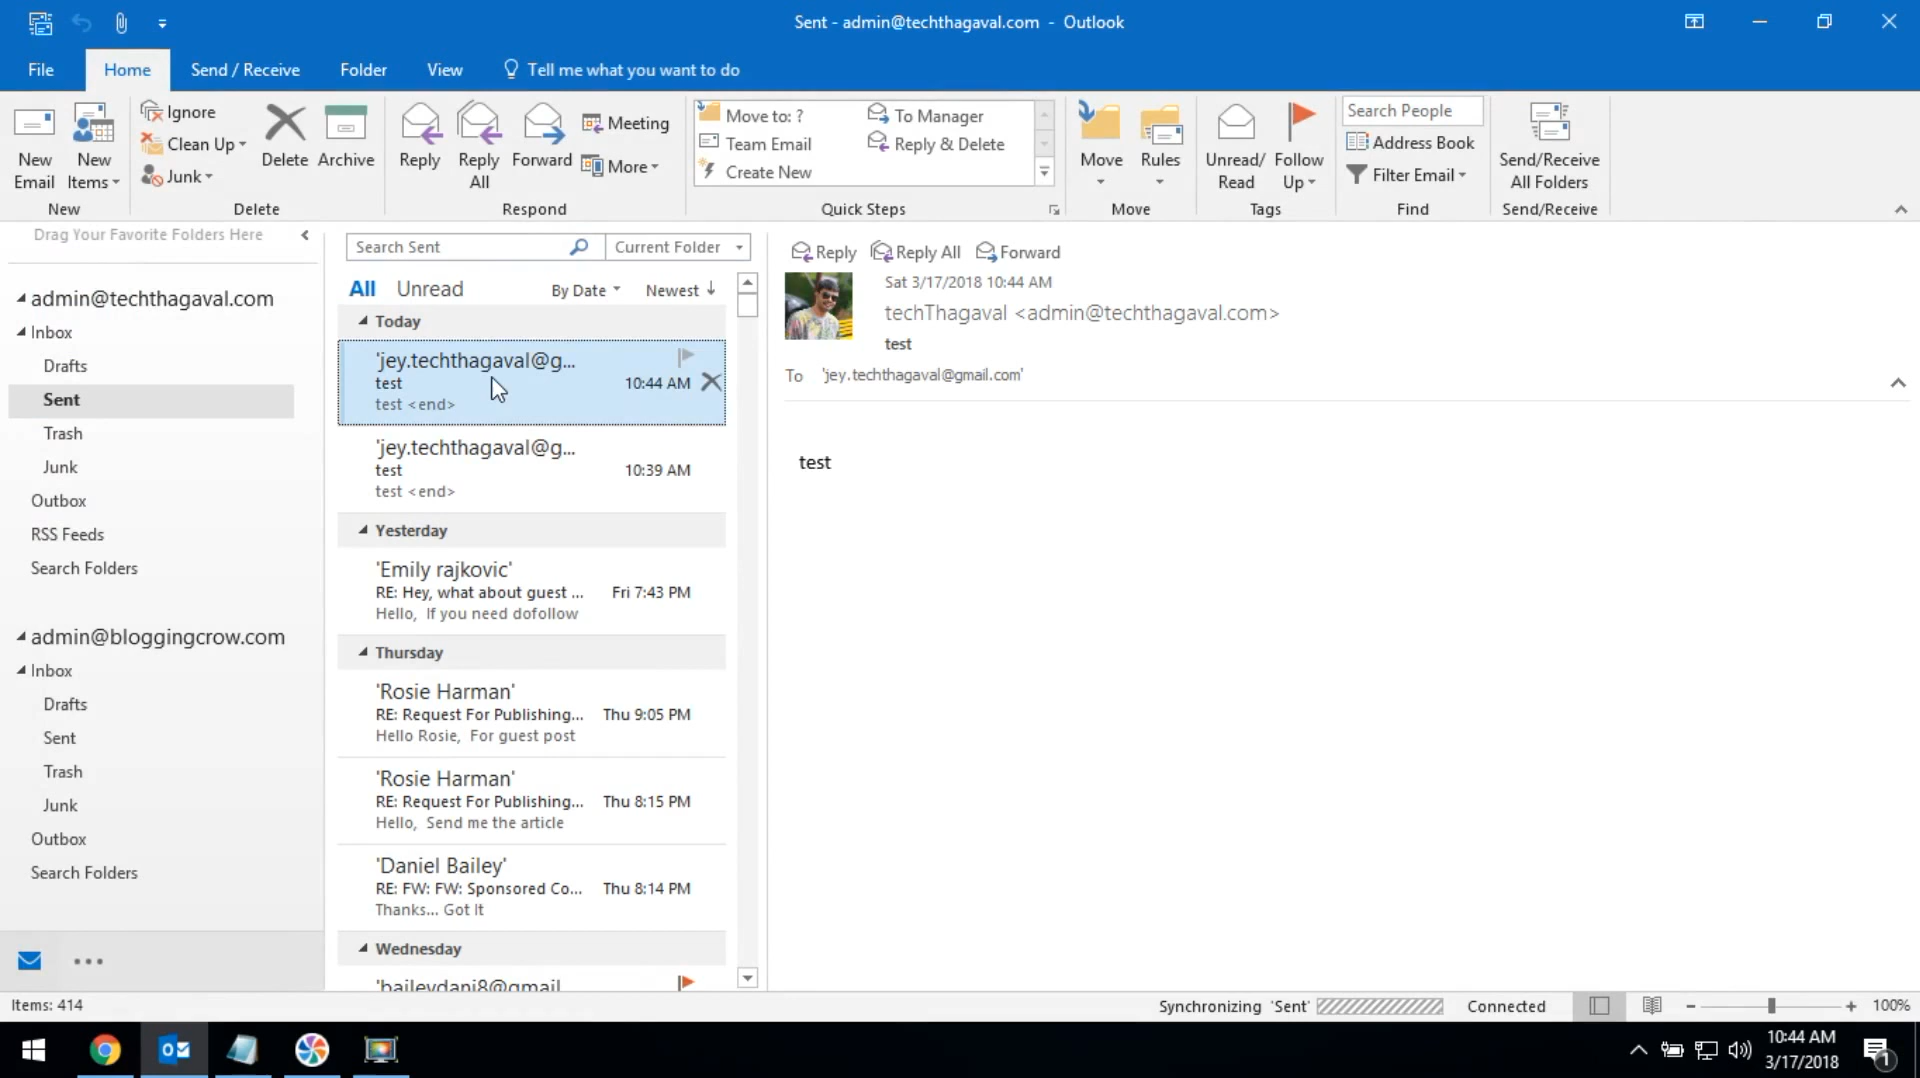 Sent - admin@techthagaval.com - Outlook
File Home Send / Receive Folder View Tell me what you want to do
New Email
New Items
New
Ignore
Clean Up
Junk
Delete
Archive
Delete
Reply
Reply All
Forward
Meeting
More
Respond
Move to: ?
Team Email
Create New
To Manager
Reply & Delete
Quick Steps
Move
Rules
Move
Unread/ Read
Follow Up
Tags
Search People
Address Book
Filter Email
Find
Send/Receive All Folders
Send/Receive
Drag Your Favorite Folders Here
admin@techthagaval.com
Inbox
Drafts
Sent
Trash
Junk
Outbox
RSS Feeds
Search Folders
admin@bloggingcrow.com
Inbox
Drafts
Sent
Trash
Junk
Outbox
Search Folders
Items: 414
Search Sent Current Folder
All Unread By Date Newest
Today
'jey.techthagaval@g...
test 10:44 AM
test <end>
'jey.techthagaval@g...
test 10:39 AM
test <end>
Yesterday
'Emily rajkovic'
RE: Hey, what about guest ... Fri 7:43 PM
Hello, If you need dofollow
Thursday
'Rosie Harman'
RE: Request For Publishing... Thu 9:05 PM
Hello Rosie, For guest post
'Rosie Harman'
RE: Request For Publishing... Thu 8:15 PM
Hello, Send me the article
'Daniel Bailey'
RE: FW: FW: Sponsored Co... Thu 8:14 PM
Thanks... Got It
Wednesday
'baileydani8@gmail
Reply Reply All Forward
Sat 3/17/2018 10:44 AM
techThagaval <admin@techthagaval.com>
test
To 'jey.techthagaval@gmail.com'
test
Synchronizing 'Sent' Connected 100%
10:44 AM
3/17/2018
1